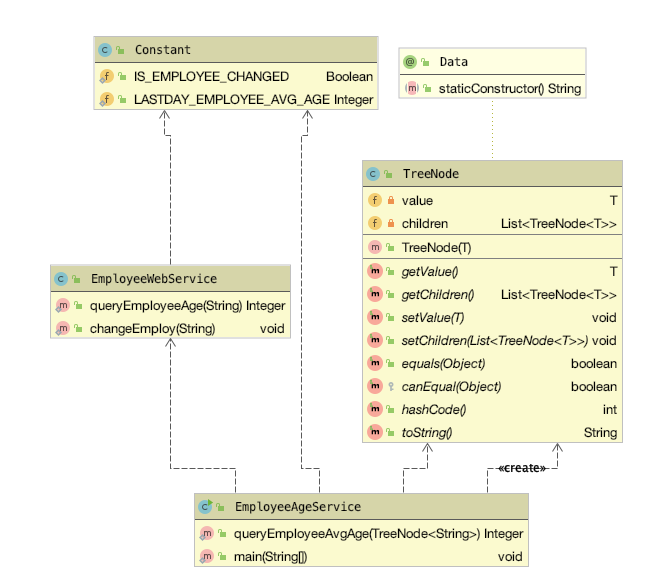 Constant
IS_EMPLOYEE_CHANGED Boolean
LASTDAY_EMPLOYEE_AVG_AGE Integer
Data
staticConstructor() String
TreeNode
value T
children List<TreeNode<T>>
TreeNode(T)
getValue() T
getChildren() List<TreeNode<T>>
setValue(T) void
setChildren(List<TreeNode<T>>) void
equals(Object) boolean
canEqual(Object) boolean
hashCode() int
toString() String
EmployeeWebService
queryEmployeeAge(String) Integer
changeEmploy(String) void
«create»
EmployeeAgeService
queryEmployeeAvgAge(TreeNode<String>) Integer
main(String[]) void